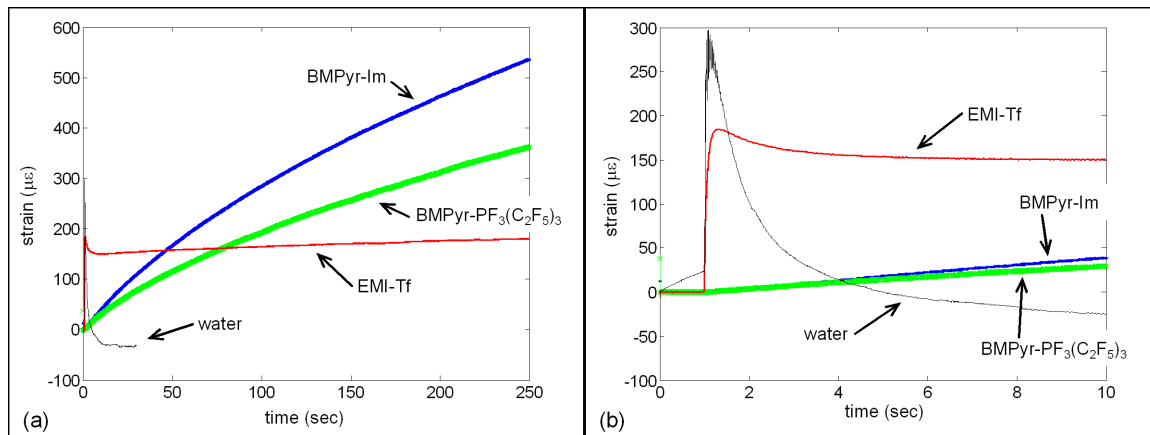 600
500
400
300
200
100
0
-100
strain (µε)
0
50
100
150
200
250
time (sec)
BMPyr-Im
BMPyr-PF₃(C₂F₅)₃
EMI-Tf
water
(a)
300
250
200
150
100
50
0
-50
-100
strain (µε)
0
2
4
6
8
10
time (sec)
EMI-Tf
BMPyr-Im
water
BMPyr-PF₃(C₂F₅)₃
(b)